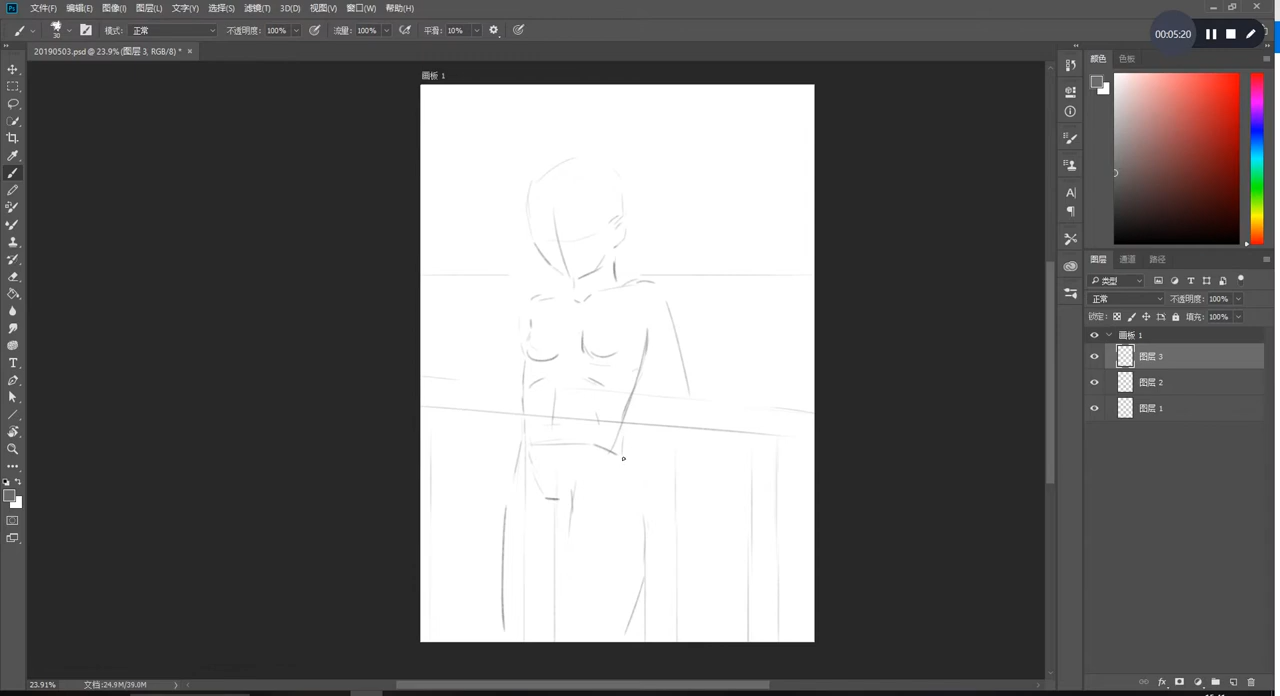 Ps 文件(F) 编辑(E) 图像(I) 图层(L) 文字(Y) 选择(S) 滤镜(T) 3D(D) 视图(V) 窗口(W) 帮助(H)
30 模式: 正常 不透明度: 100% 流量: 100% 平滑: 10%
00:05:20
20190503.psd @ 23.9% (图层 3, RGB/8) *
画板 1
颜色 色板
图层 通道 路径
类型
正常 不透明度: 100%
锁定: 填充: 100%
画板 1
图层 3
图层 2
图层 1
23.91% 文档:24.9M/39.0M